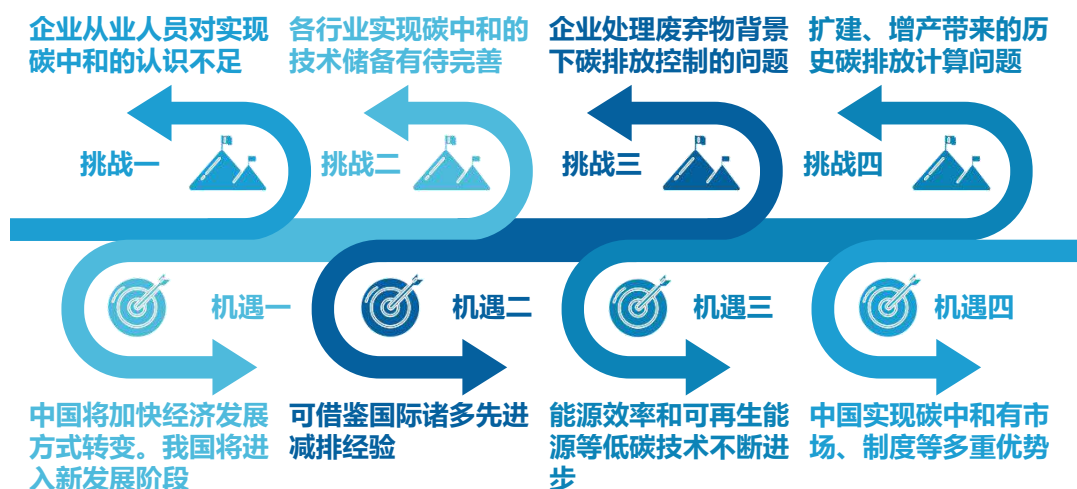 企业从业人员对实现
碳中和的认识不足
各行业实现碳中和的
技术储备有待完善
企业处理废弃物背景
下碳排放控制的问题
扩建、增产带来的历
史碳排放计算问题
挑战一
挑战二
挑战三
挑战四
机遇一
机遇二
机遇三
机遇四
中国将加快经济发展
方式转变。我国将进
入新发展阶段
可借鉴国际诸多先进
减排经验
能源效率和可再生能
源等低碳技术不断进
步
中国实现碳中和有市
场、制度等多重优势